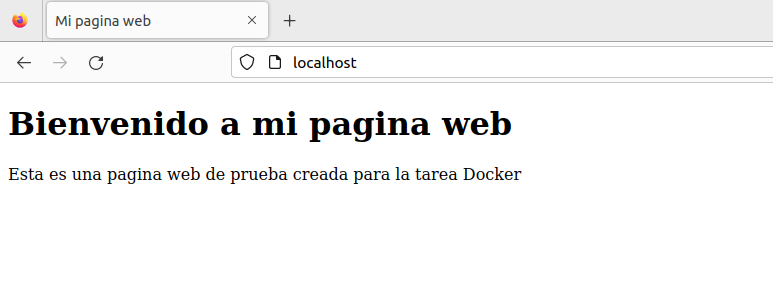 Mi pagina web
localhost
Bienvenido a mi pagina web
Esta es una pagina web de prueba creada para la tarea Docker